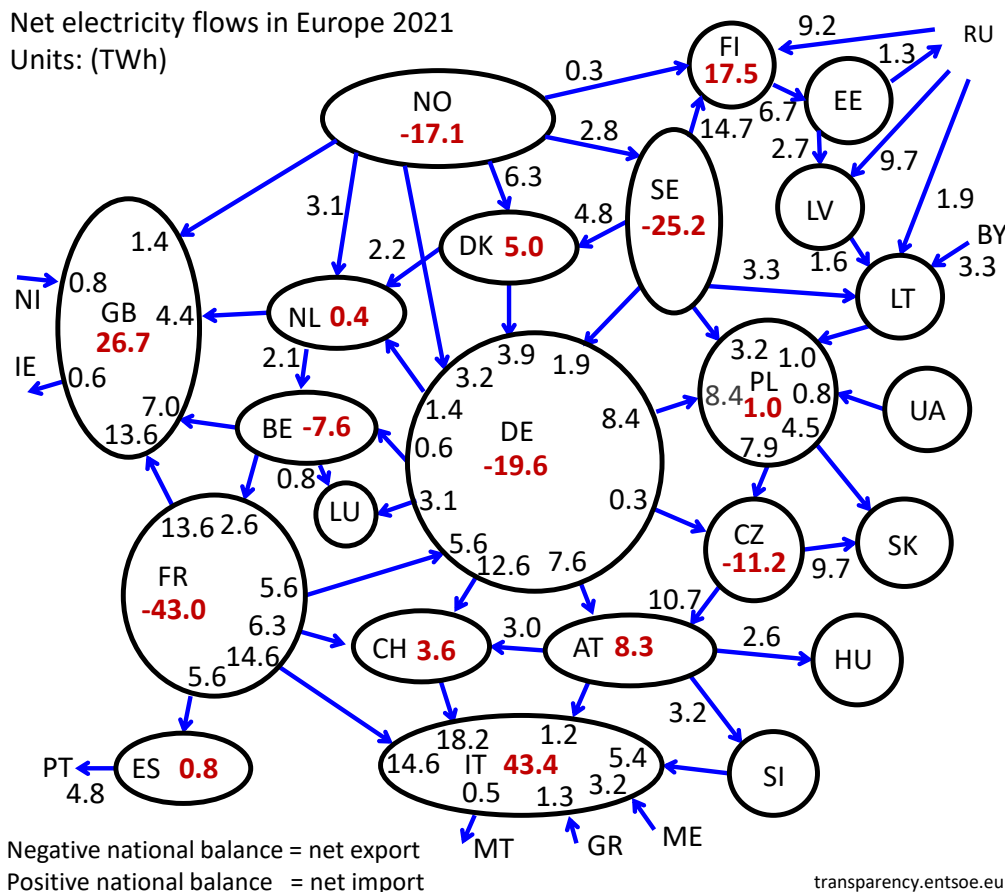 Net electricity flows in Europe 2021
Units: (TWh)
9.2
RU
FI
17.5
1.3
0.3
EE
NO
-17.1
6.7
14.7
2.8
2.7
9.7
3.1
6.3
SE
-25.2
LV
1.9
1.4
2.2
DK 5.0
4.8
BY
1.6
3.3
3.3
NI
0.8
LT
GB
26.7
4.4
NL 0.4
IE
0.6
2.1
3.9
1.9
3.2
3.2
1.0
PL
1.0
8.4
0.8
4.5
7.9
UA
7.0
13.6
BE -7.6
1.4
0.6
DE
-19.6
8.4
0.8
LU
3.1
0.3
13.6
2.6
5.6
12.6
7.6
CZ
-11.2
SK
9.7
FR
-43.0
5.6
6.3
14.6
5.6
10.7
CH 3.6
3.0
AT 8.3
2.6
HU
3.2
18.2
1.2
14.6
IT 43.4
5.4
3.2
0.5
1.3
SI
PT
4.8
ES 0.8
MT
GR
ME
Negative national balance = net export
Positive national balance = net import
transparency.entsoe.eu